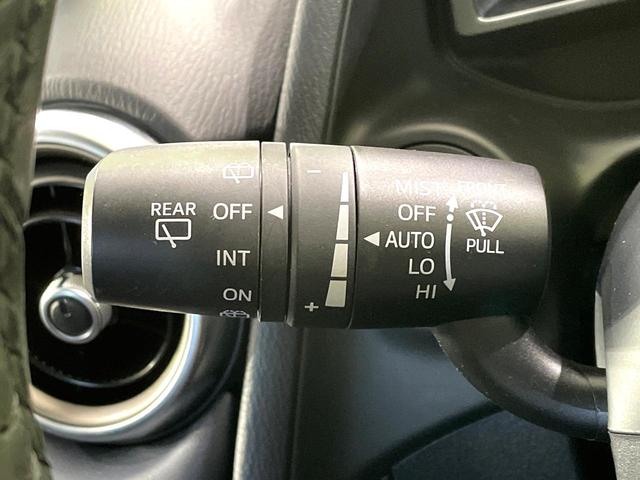 REAR
OFF
INT
ON
−
+
MIST
FRONT
OFF
AUTO
LO
HI
PULL